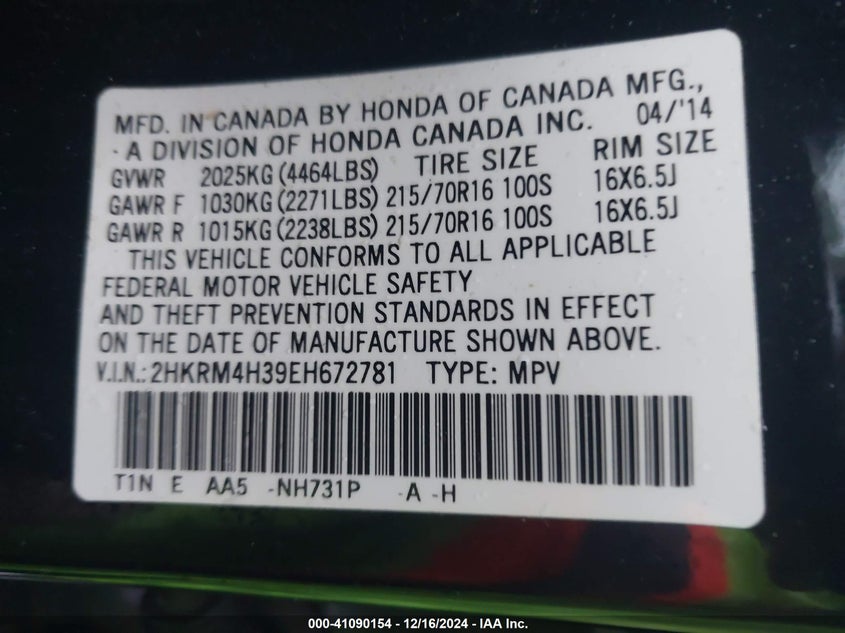 MFD. IN CANADA BY HONDA OF CANADA MFG.,
A DIVISION OF HONDA CANADA INC. 04/'14
GVWR 2025KG (4464LBS) TIRE SIZE RIM SIZE
GAWR F 1030KG (2271LBS) 215/70R16 100S 16X6.5J
GAWR R 1015KG (2238LBS) 215/70R16 100S 16X6.5J
THIS VEHICLE CONFORMS TO ALL APPLICABLE
FEDERAL MOTOR VEHICLE SAFETY
AND THEFT PREVENTION STANDARDS IN EFFECT
ON THE DATE OF MANUFACTURE SHOWN ABOVE.
V.I.N.: 2HKRM4H39EH672781 TYPE: MPV
T1N E AA5 -NH731P -A -H
000-41090154 - 12/16/2024 - IAA Inc.